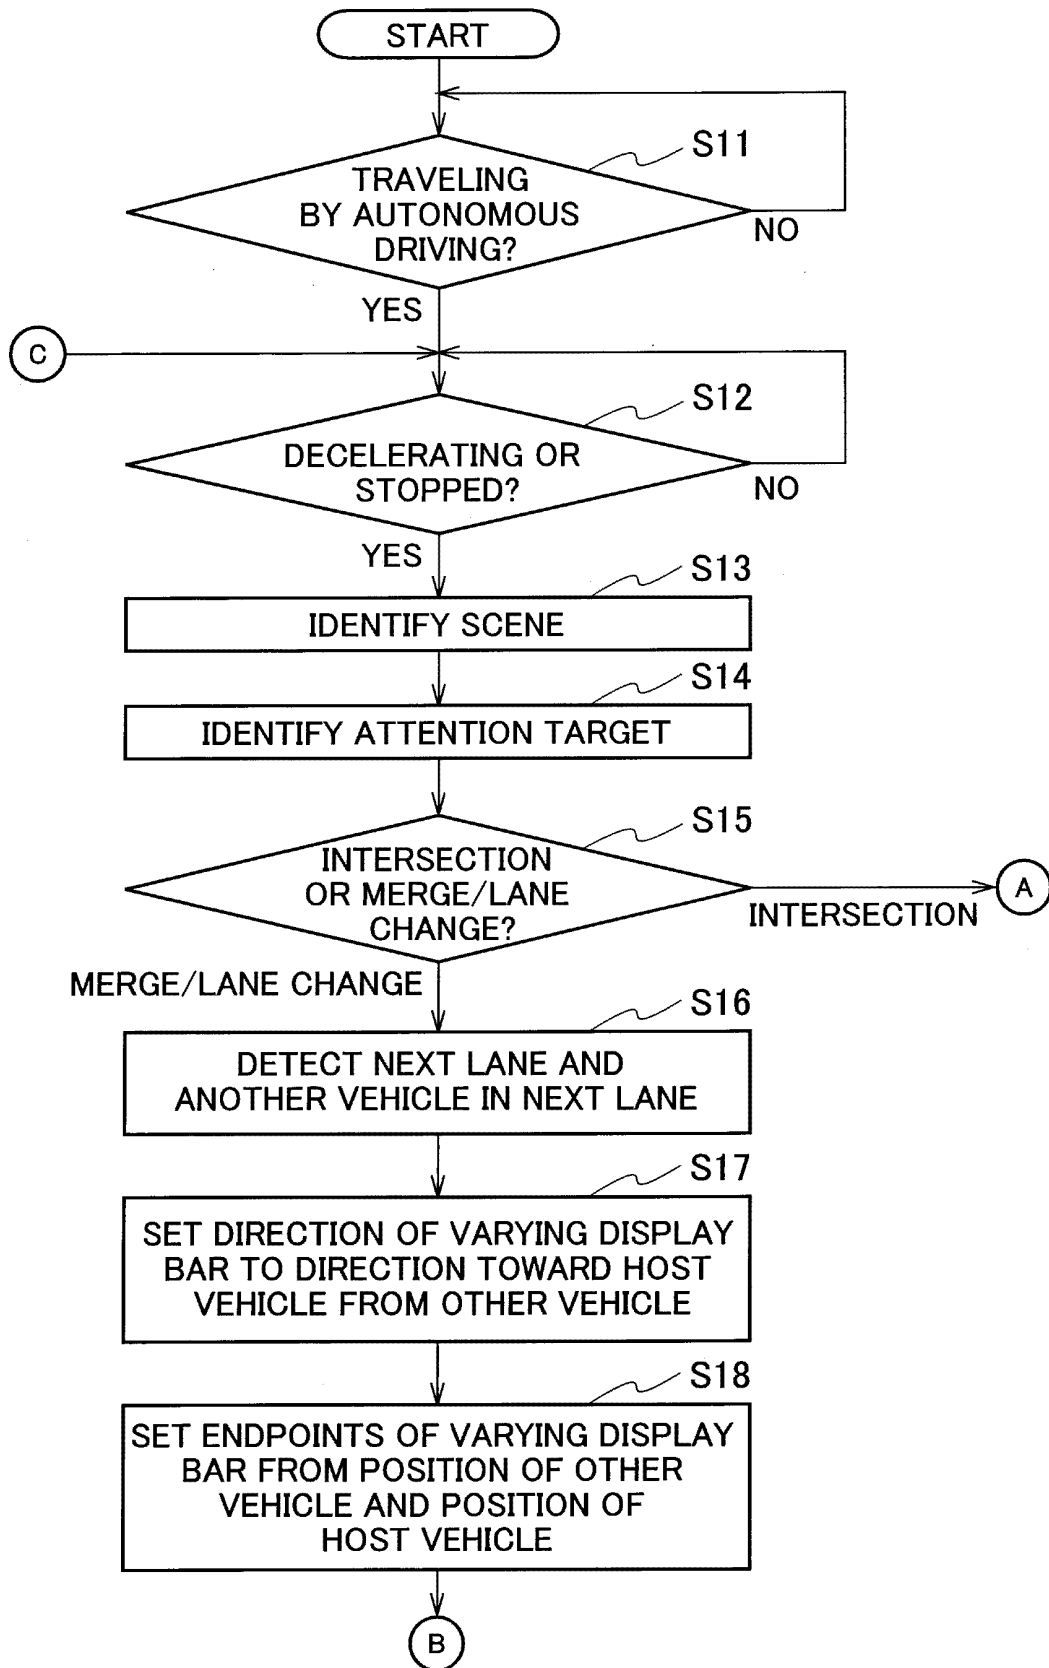 START
S11
TRAVELING
BY AUTONOMOUS
DRIVING?
NO
YES
C
S12
DECELERATING OR
STOPPED?
NO
YES
S13
IDENTIFY SCENE
S14
IDENTIFY ATTENTION TARGET
S15
INTERSECTION
OR MERGE/LANE
CHANGE?
A
INTERSECTION
MERGE/LANE CHANGE
S16
DETECT NEXT LANE AND
ANOTHER VEHICLE IN NEXT LANE
S17
SET DIRECTION OF VARYING DISPLAY
BAR TO DIRECTION TOWARD HOST
VEHICLE FROM OTHER VEHICLE
S18
SET ENDPOINTS OF VARYING DISPLAY
BAR FROM POSITION OF OTHER
VEHICLE AND POSITION OF
HOST VEHICLE
B